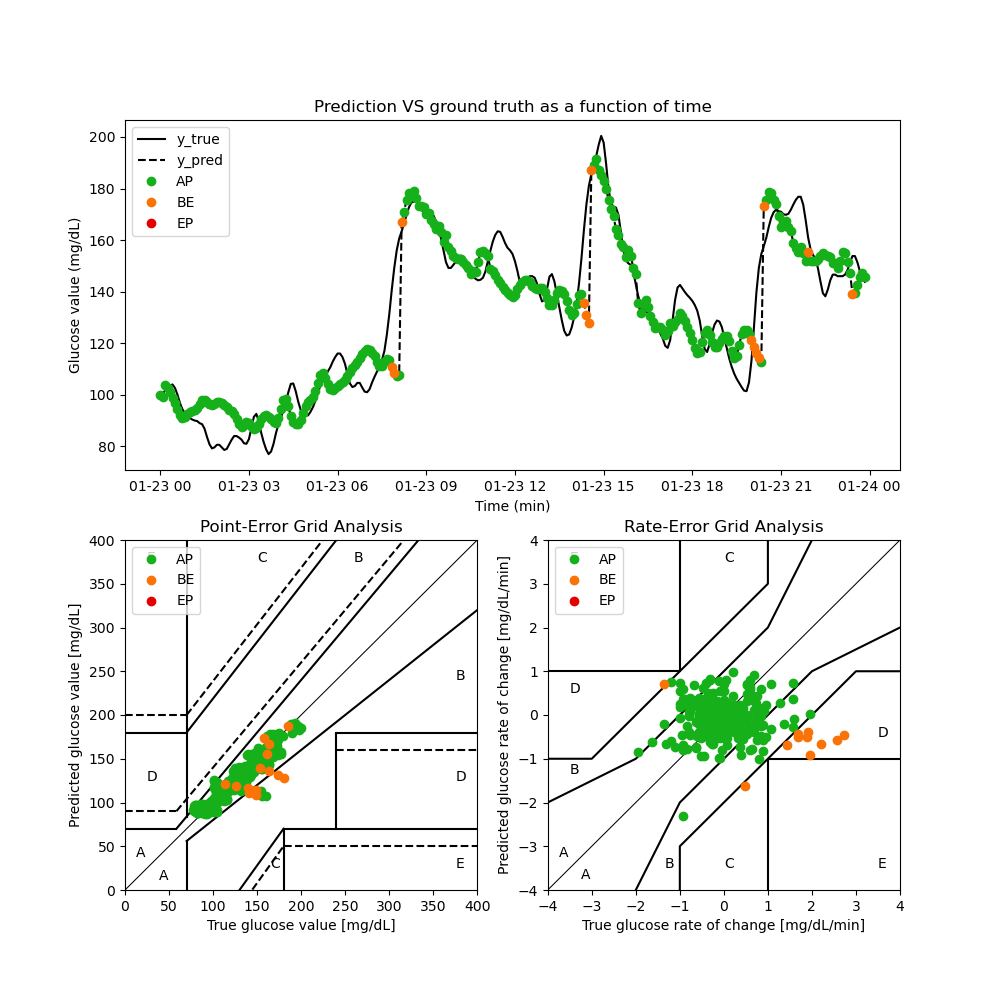 Prediction VS ground truth as a function of time
Glucose value (mg/dL)
200
180
160
140
120
100
80
y_true
y_pred
AP
BE
EP
01-23 00 01-23 03 01-23 06 01-23 09 01-23 12 01-23 15 01-23 18 01-23 21 01-24 00
Time (min)
Point-Error Grid Analysis
Predicted glucose value [mg/dL]
400
350
300
250
200
150
100
50
0
AP
BE
EP
C
B
B
D
D
A
A
C
E
0 50 100 150 200 250 300 350 400
True glucose value [mg/dL]
Rate-Error Grid Analysis
Predicted glucose rate of change [mg/dL/min]
4
3
2
1
0
−1
−2
−3
−4
AP
BE
EP
C
D
D
B
A
A
B
C
E
−4 −3 −2 −1 0 1 2 3 4
True glucose rate of change [mg/dL/min]